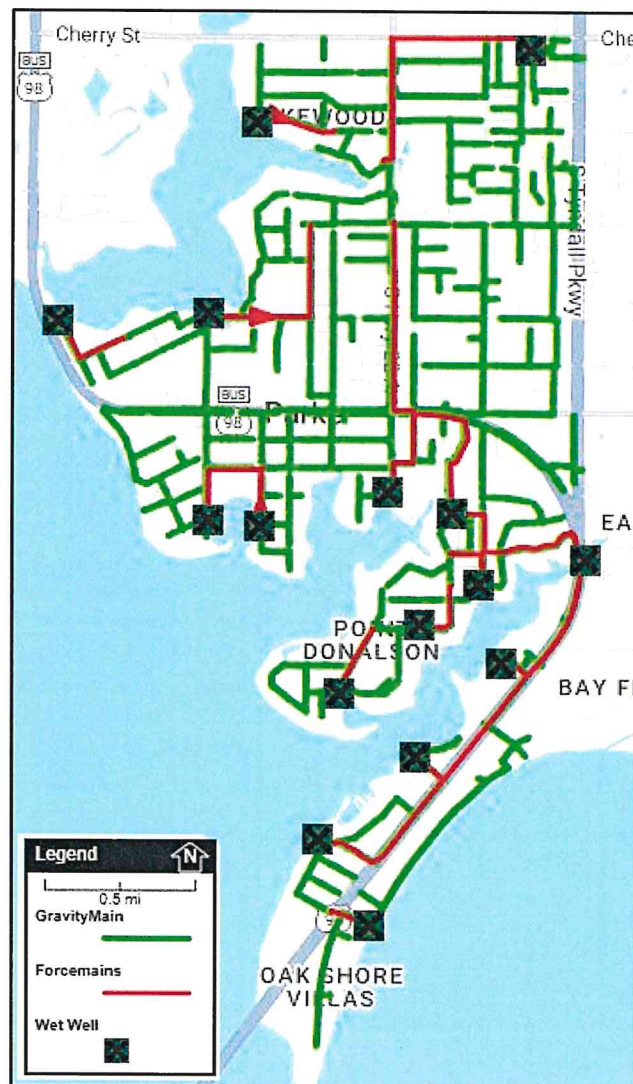 Cherry St
Che
BUS
98
KEWOOD
S Tyndall Pkwy
BUS
98
Parker
EA
POINT
DONALSON
BAY F
98
OAK SHORE
VILLAS
Legend
N
0.5 mi
GravityMain
Forcemains
Wet Well